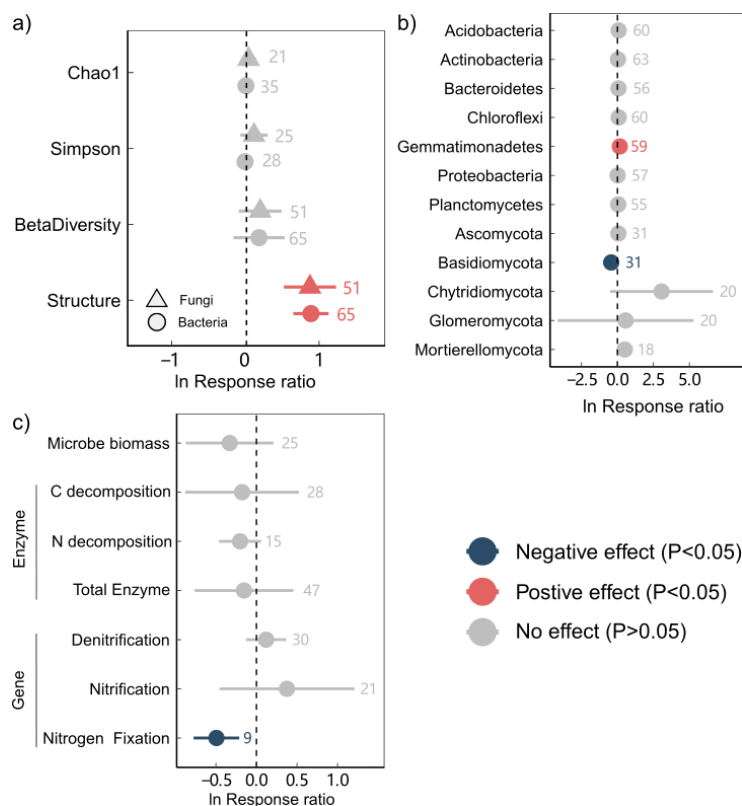 a)
Chao1
21
35
Simpson
25
28
BetaDiversity
51
65
Structure
51
65
Fungi
Bacteria
−1 0 1
ln Response ratio
b)
Acidobacteria 60
Actinobacteria 63
Bacteroidetes 56
Chloroflexi 60
Gemmatimonadetes 59
Proteobacteria 57
Planctomycetes 55
Ascomycota 31
Basidiomycota 31
Chytridiomycota 20
Glomeromycota 20
Mortierellomycota 18
−2.5 0.0 2.5 5.0
ln Response ratio
c)
Microbe biomass 25
Enzyme
C decomposition 28
N decomposition 15
Total Enzyme 47
Gene
Denitrification 30
Nitrification 21
Nitrogen Fixation 9
−0.5 0.0 0.5 1.0
ln Response ratio
Negative effect (P<0.05)
Postive effect (P<0.05)
No effect (P>0.05)